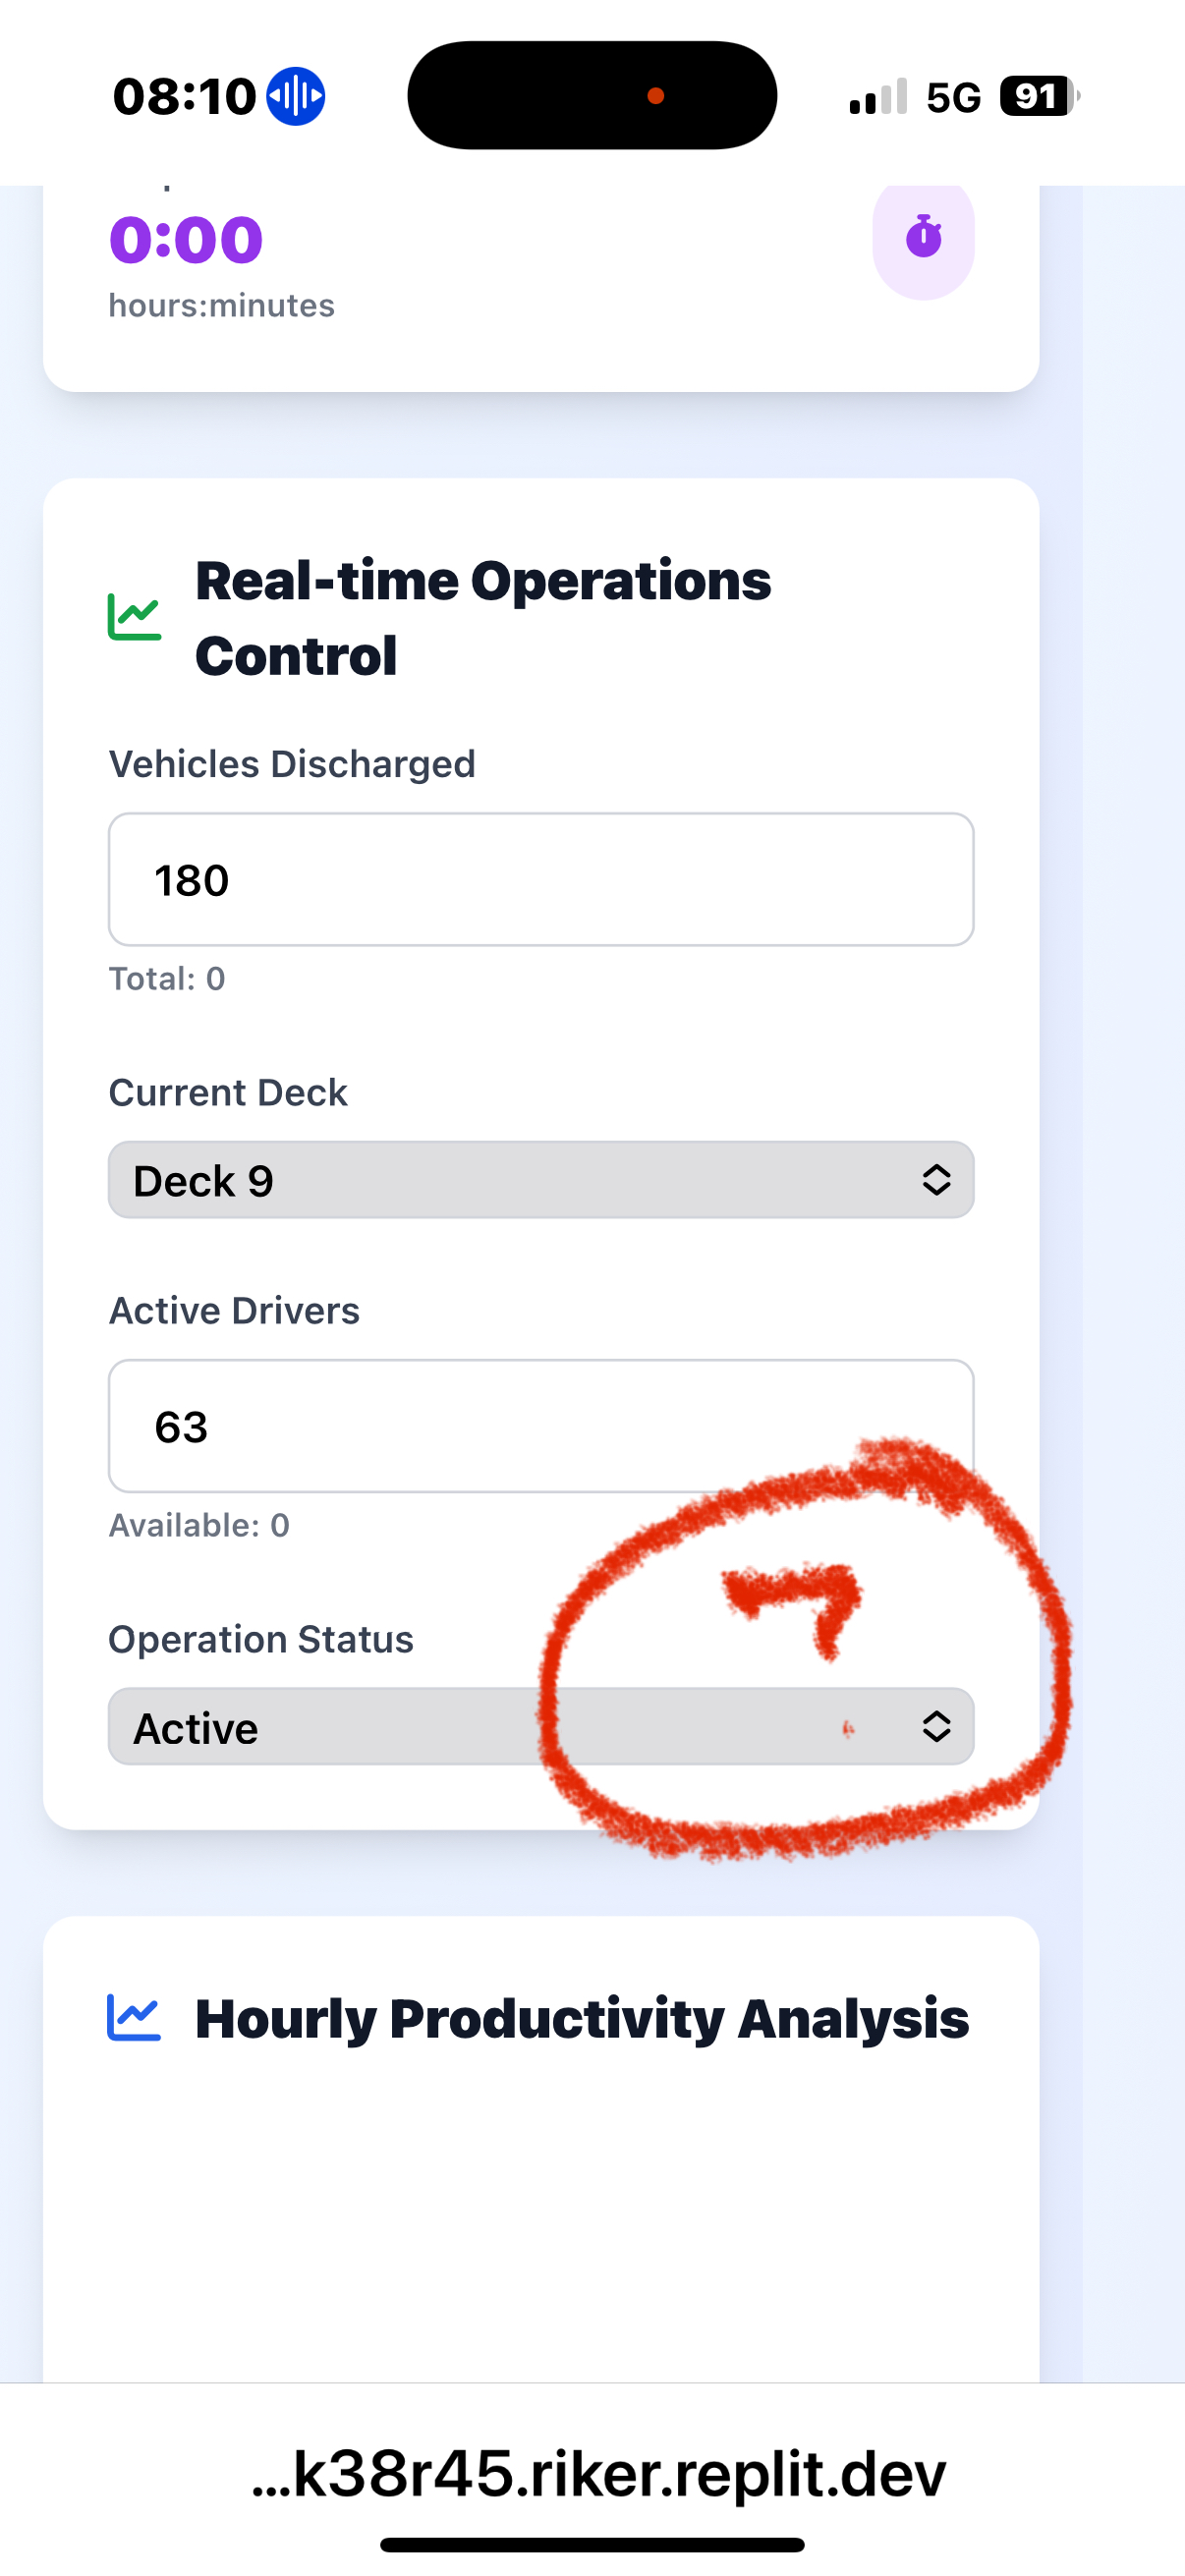 08:10
5G
91
0:00
hours:minutes
Real-time Operations
Control
Vehicles Discharged
180
Total: 0
Current Deck
Deck 9
Active Drivers
63
Available: 0
Operation Status
Active
Hourly Productivity Analysis
...k38r45.riker.replit.dev